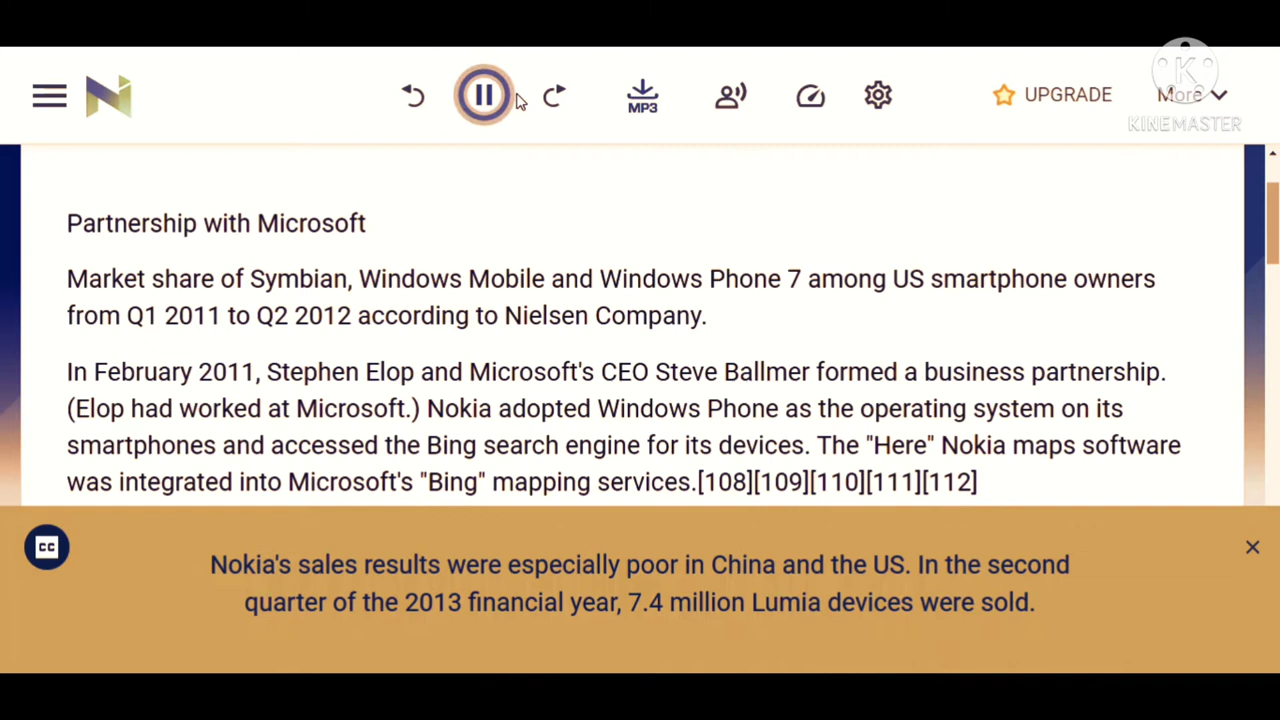 MP3
UPGRADE
More
K
KINEMASTER
Partnership with Microsoft
Market share of Symbian, Windows Mobile and Windows Phone 7 among US smartphone owners
from Q1 2011 to Q2 2012 according to Nielsen Company.
In February 2011, Stephen Elop and Microsoft's CEO Steve Ballmer formed a business partnership.
(Elop had worked at Microsoft.) Nokia adopted Windows Phone as the operating system on its
smartphones and accessed the Bing search engine for its devices. The "Here" Nokia maps software
was integrated into Microsoft's "Bing" mapping services.[108][109][110][111][112]
CC
Nokia's sales results were especially poor in China and the US. In the second
quarter of the 2013 financial year, 7.4 million Lumia devices were sold.